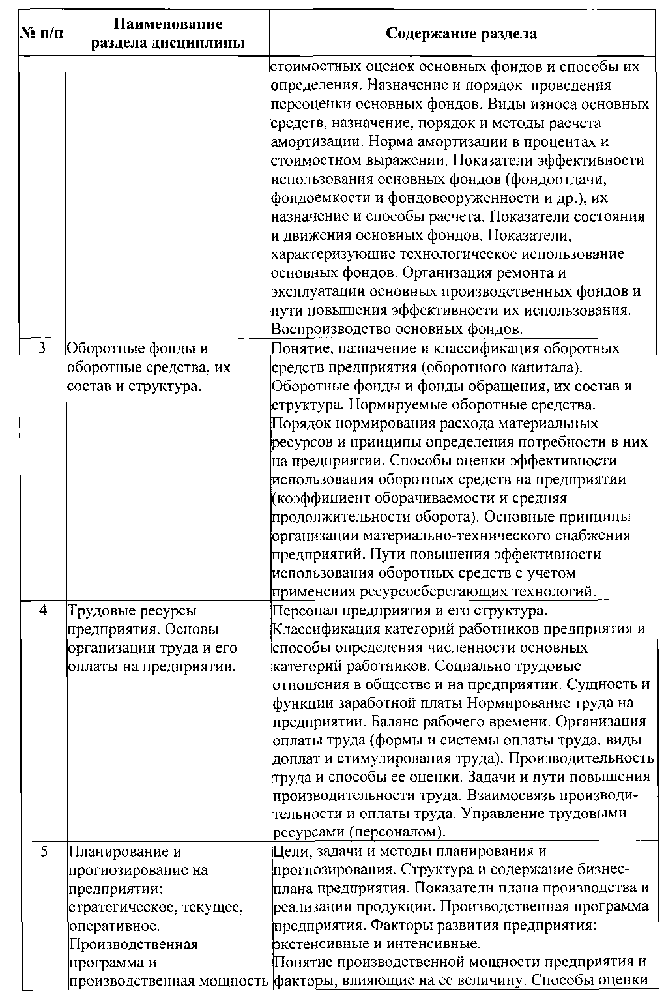 № п/п
Наименование
раздела дисциплины
Содержание раздела
стоимостных оценок основных фондов и способы их
определения. Назначение и порядок проведения
переоценки основных фондов. Виды износа основных
средств, назначение, порядок и методы расчета
амортизации. Норма амортизации в процентах и
стоимостном выражении. Показатели эффективности
использования основных фондов (фондоотдачи,
фондоемкости и фондовооруженности и др.), их
назначение и способы расчета. Показатели состояния
и движения основных фондов. Показатели,
характеризующие технологическое использование
основных фондов. Организация ремонта и
эксплуатации основных производственных фондов и
пути повышения эффективности их использования.
Воспроизводство основных фондов.
3
Оборотные фонды и
оборотные средства, их
состав и структура.
Понятие, назначение и классификация оборотных
средств предприятия (оборотного капитала).
Оборотные фонды и фонды обращения, их состав и
структура. Нормируемые оборотные средства.
Порядок нормирования расхода материальных
ресурсов и принципы определения потребности в них
на предприятии. Способы оценки эффективности
использования оборотных средств на предприятии
(коэффициент оборачиваемости и средняя
продолжительности оборота). Основные принципы
организации материально-технического снабжения
предприятий. Пути повышения эффективности
использования оборотных средств с учетом
применения ресурсосберегающих технологий.
4
Трудовые ресурсы
предприятия. Основы
организации труда и его
оплаты на предприятии.
Персонал предприятия и его структура.
Классификация категорий работников предприятия и
способы определения численности основных
категорий работников. Социально трудовые
отношения в обществе и на предприятии. Сущность и
функции заработной платы Нормирование труда на
предприятии. Баланс рабочего времени. Организация
оплаты труда (формы и системы оплаты труда, виды
доплат и стимулирования труда). Производительность
труда и способы ее оценки. Задачи и пути повышения
производительности труда. Взаимосвязь производи-
тельности и оплаты труда. Управление трудовыми
ресурсами (персоналом).
5
Планирование и
прогнозирование на
предприятии:
стратегическое, текущее,
оперативное.
Производственная
программа и
производственная мощность
Цели, задачи и методы планирования и
прогнозирования. Структура и содержание бизнес-
плана предприятия. Показатели плана производства и
реализации продукции. Производственная программа
предприятия. Факторы развития предприятия:
экстенсивные и интенсивные.
Понятие производственной мощности предприятия и
факторы, влияющие на ее величину. Способы оценки